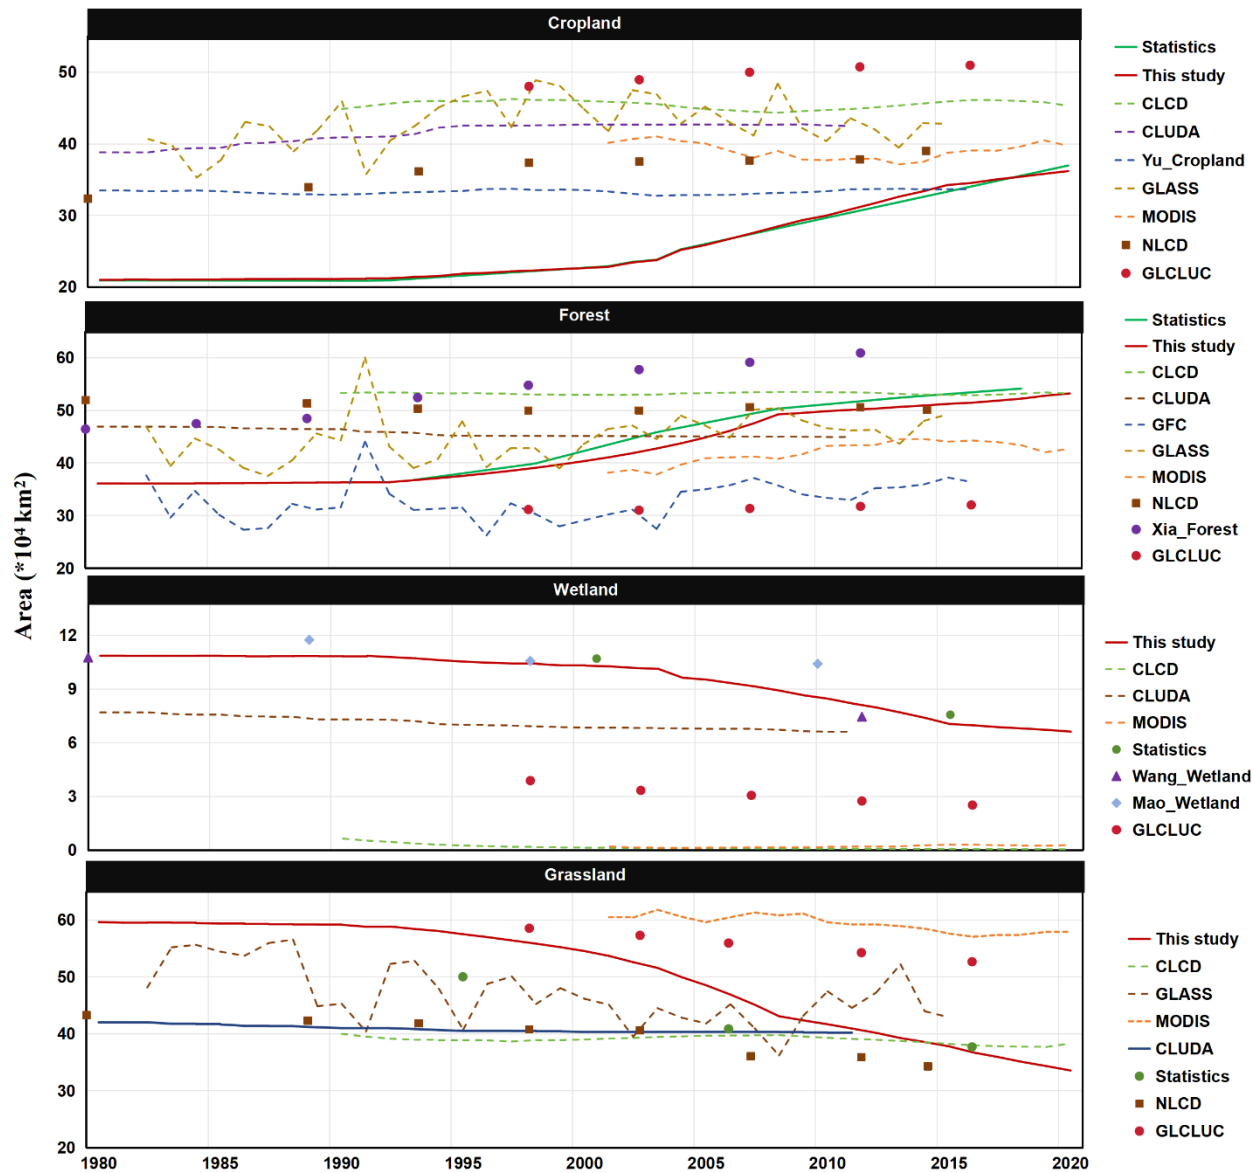 Cropland
50
40
30
20
Statistics
This study
CLCD
CLUDA
Yu_Cropland
GLASS
MODIS
NLCD
GLCLUC
Forest
60
50
40
30
20
Statistics
This study
CLCD
CLUDA
GFC
GLASS
MODIS
NLCD
Xia_Forest
GLCLUC
Area (*10⁴ km²)
Wetland
12
9
6
3
0
This study
CLCD
CLUDA
MODIS
Statistics
Wang_Wetland
Mao_Wetland
GLCLUC
Grassland
60
50
40
30
20
This study
CLCD
GLASS
MODIS
CLUDA
Statistics
NLCD
GLCLUC
1980 1985 1990 1995 2000 2005 2010 2015 2020